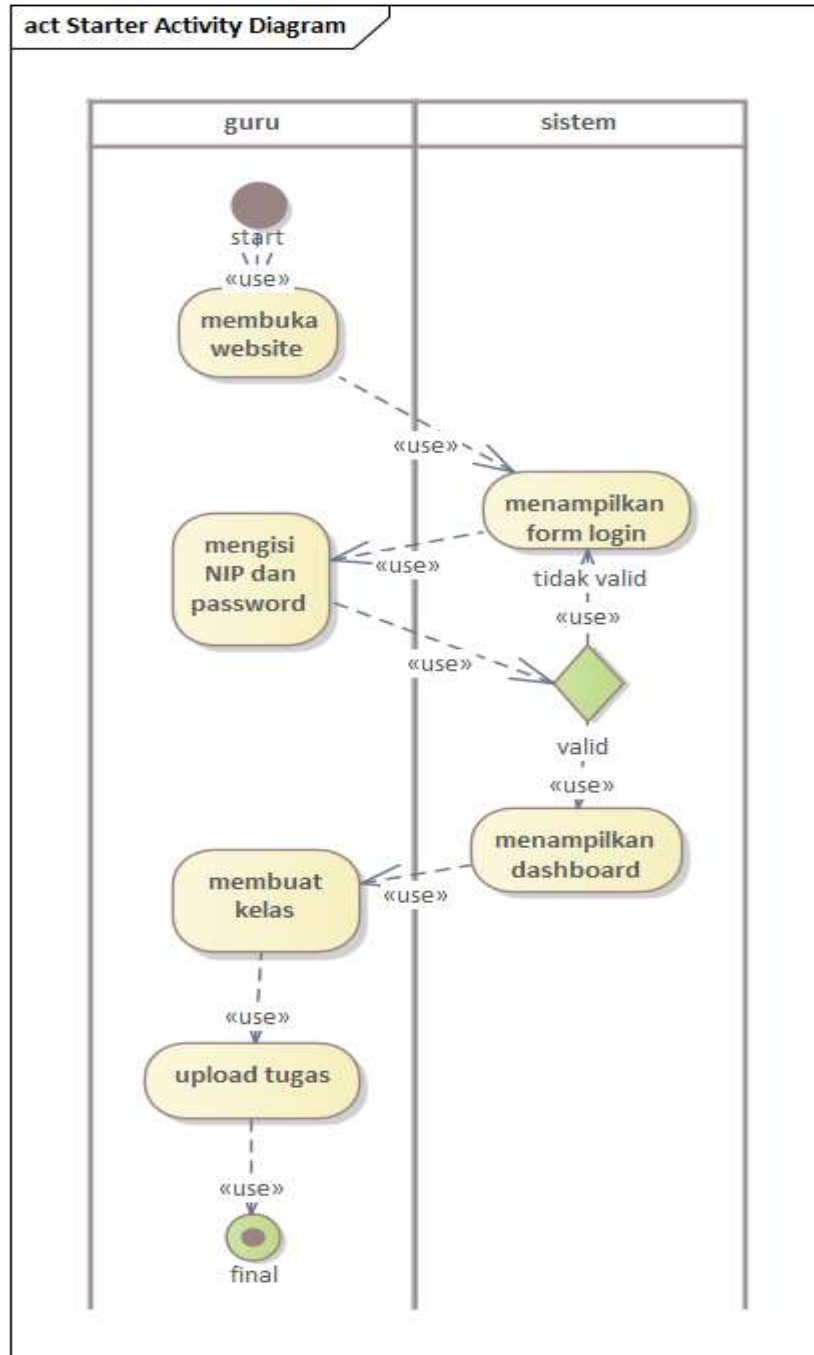 act Starter Activity Diagram
guru
sistem
start
«use»
membuka
website
«use»
menampilkan
form login
mengisi
NIP dan
password
«use»
tidak valid
«use»
«use»
valid
«use»
menampilkan
dashboard
membuat
kelas
«use»
«use»
upload tugas
«use»
final